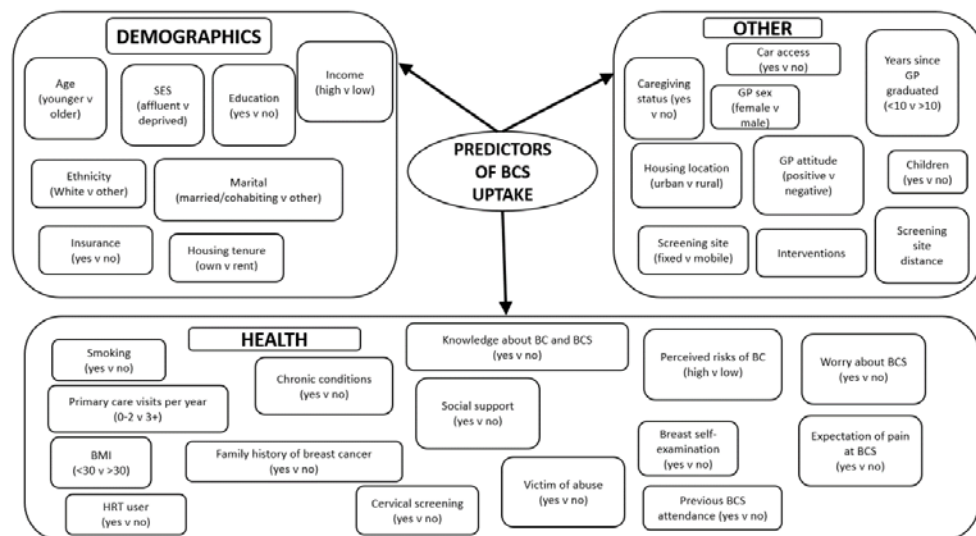 DEMOGRAPHICS
Age
(younger v
older)
SES
(affluent v
deprived)
Education
(yes v no)
Income
(high v low)
Ethnicity
(White v other)
Marital
(married/cohabiting v other)
Insurance
(yes v no)
Housing tenure
(own v rent)
PREDICTORS
OF BCS
UPTAKE
OTHER
Caregiving
status (yes
v no)
Car access
(yes v no)
GP sex
(female v
male)
Years since
GP
graduated
(<10 v >10)
Housing location
(urban v rural)
GP attitude
(positive v
negative)
Children
(yes v no)
Screening site
(fixed v mobile)
Interventions
Screening
site
distance
HEALTH
Smoking
(yes v no)
Primary care visits per year
(0-2 v 3+)
BMI
(<30 v >30)
HRT user
(yes v no)
Chronic conditions
(yes v no)
Family history of breast cancer
(yes v no)
Cervical screening
(yes v no)
Knowledge about BC and BCS
(yes v no)
Social support
(yes v no)
Victim of abuse
(yes v no)
Perceived risks of BC
(high v low)
Breast self-
examination
(yes v no)
Previous BCS
attendance (yes v no)
Worry about BCS
(yes v no)
Expectation of pain
at BCS
(yes v no)